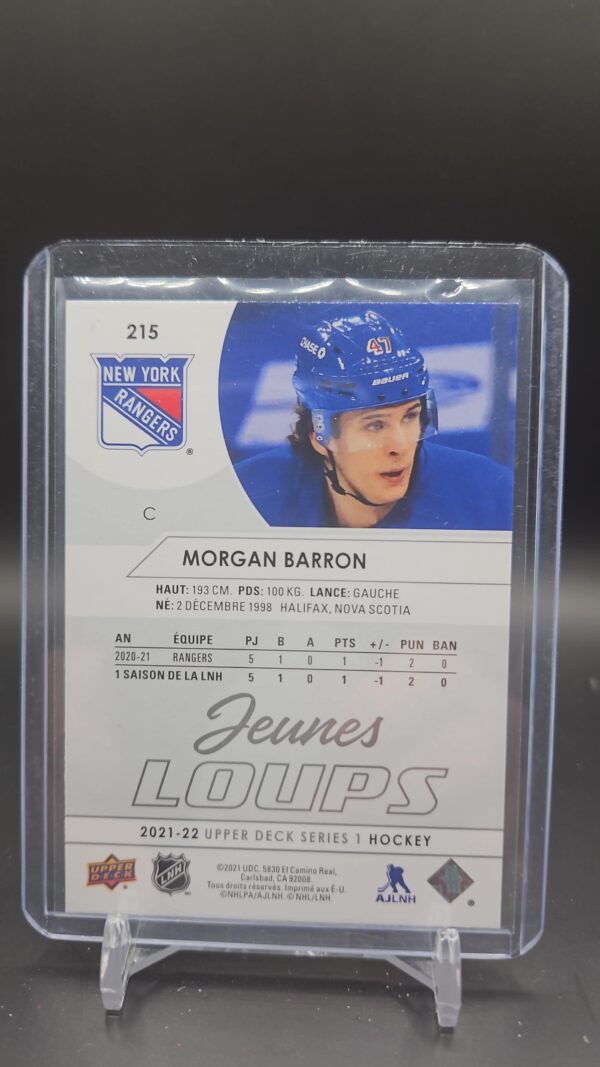 215
NEW YORK
RANGERS
®
CHASE
47
BAUER
C
MORGAN BARRON
HAUT: 193 CM. PDS: 100 KG. LANCE: GAUCHE
NÉ: 2 DÉCEMBRE 1998 HALIFAX, NOVA SCOTIA
AN ÉQUIPE PJ B A PTS +/- PUN BAN
2020-21 RANGERS 5 1 0 1 -1 2 0
1 SAISON DE LA LNH 5 1 0 1 -1 2 0
Jeunes
LOUPS
2021-22 UPPER DECK SERIES 1 HOCKEY
UPPER DECK
LNH
©2021 UDC. 5830 El Camino Real,
Carlsbad, CA 92008.
Tous droits réservés. Imprimé aux É-U.
©NHLPA/AJLNH. © NHL/LNH.
AJLNH
®